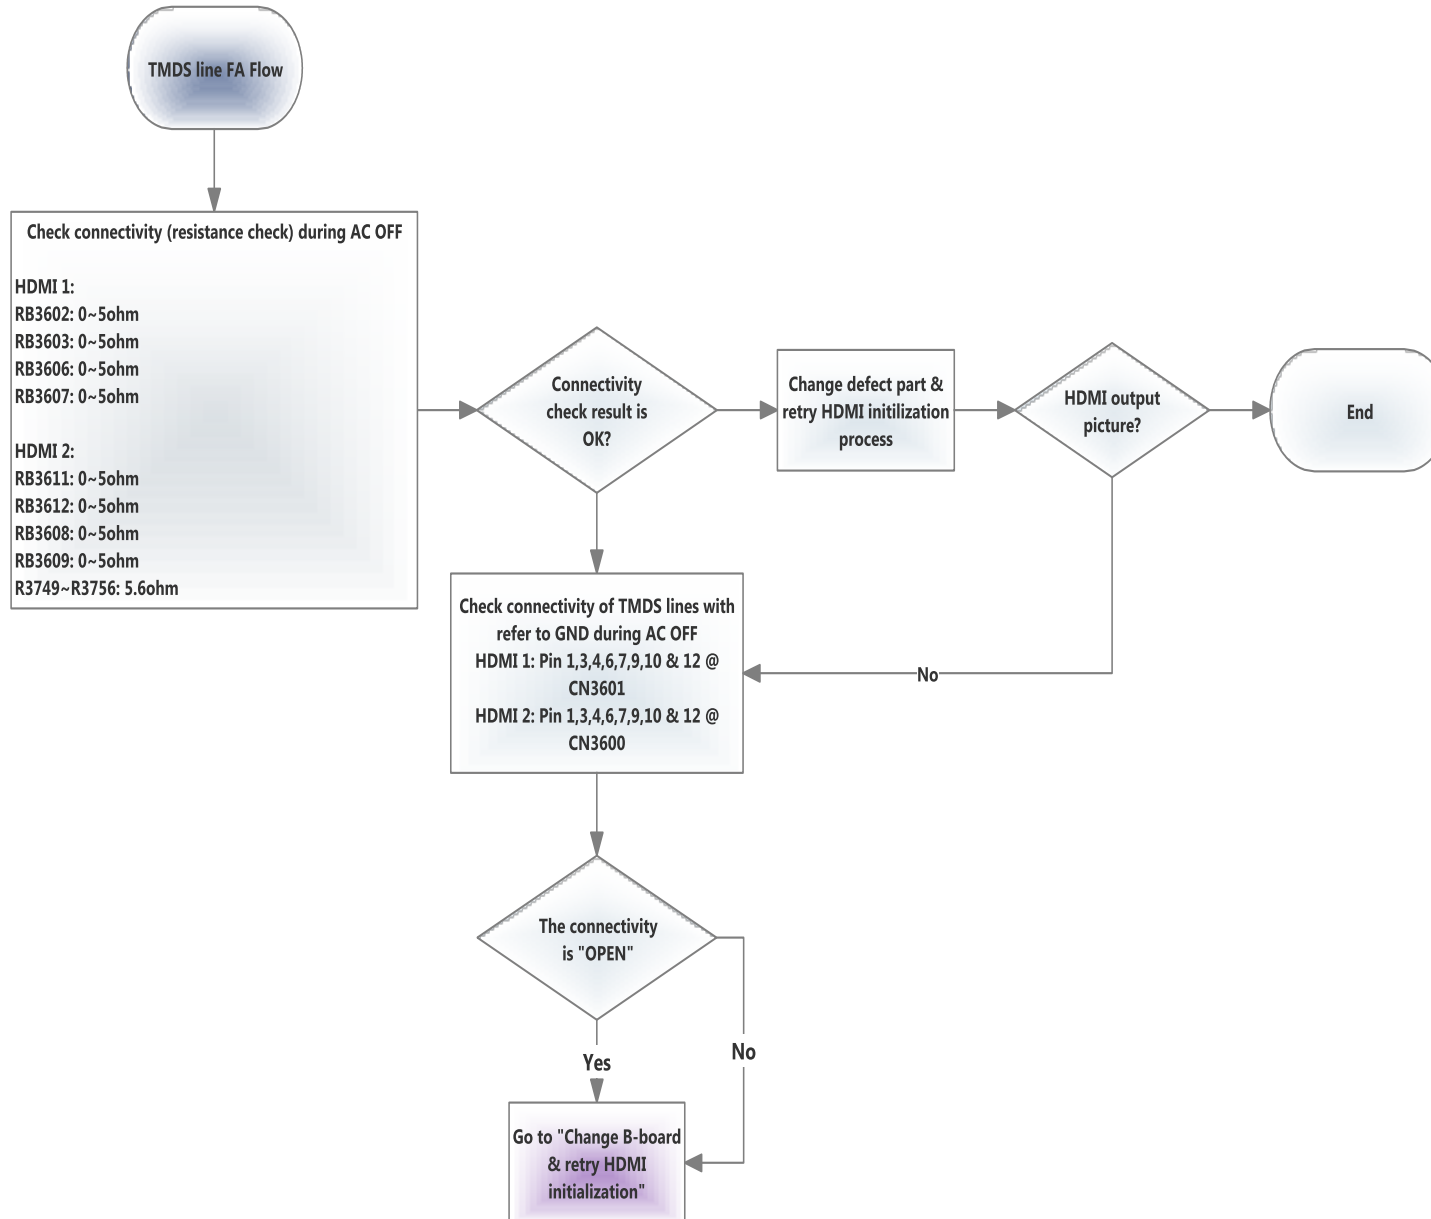 TMDS line FA Flow
Check connectivity (resistance check) during AC OFF
HDMI 1:
RB3602: 0~5ohm
RB3603: 0~5ohm
RB3606: 0~5ohm
RB3607: 0~5ohm
HDMI 2:
RB3611: 0~5ohm
RB3612: 0~5ohm
RB3608: 0~5ohm
RB3609: 0~5ohm
R3749~R3756: 5.6ohm
Connectivity
check result is
OK?
Change defect part &
retry HDMI initilization
process
HDMI output
picture?
End
Check connectivity of TMDS lines with
refer to GND during AC OFF
HDMI 1: Pin 1,3,4,6,7,9,10 & 12 @
CN3601
HDMI 2: Pin 1,3,4,6,7,9,10 & 12 @
CN3600
No
The connectivity
is "OPEN"
Yes
No
Go to "Change B-board
& retry HDMI
initialization"